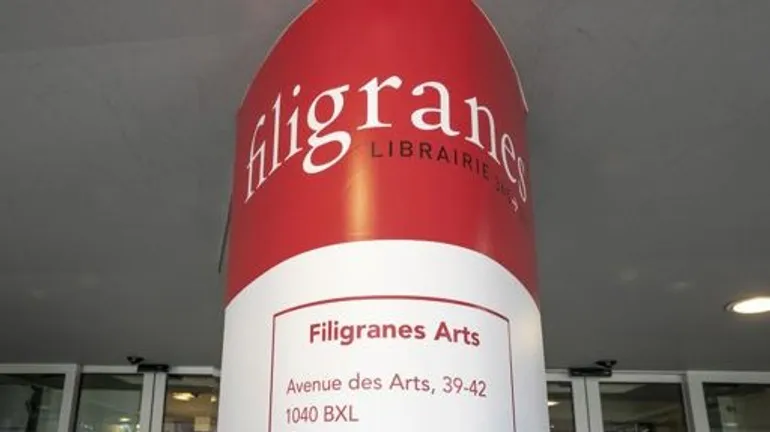 filigranes
LIBRAIRIE
Filigranes Arts
Avenue des Arts, 39-42
1040 BXL